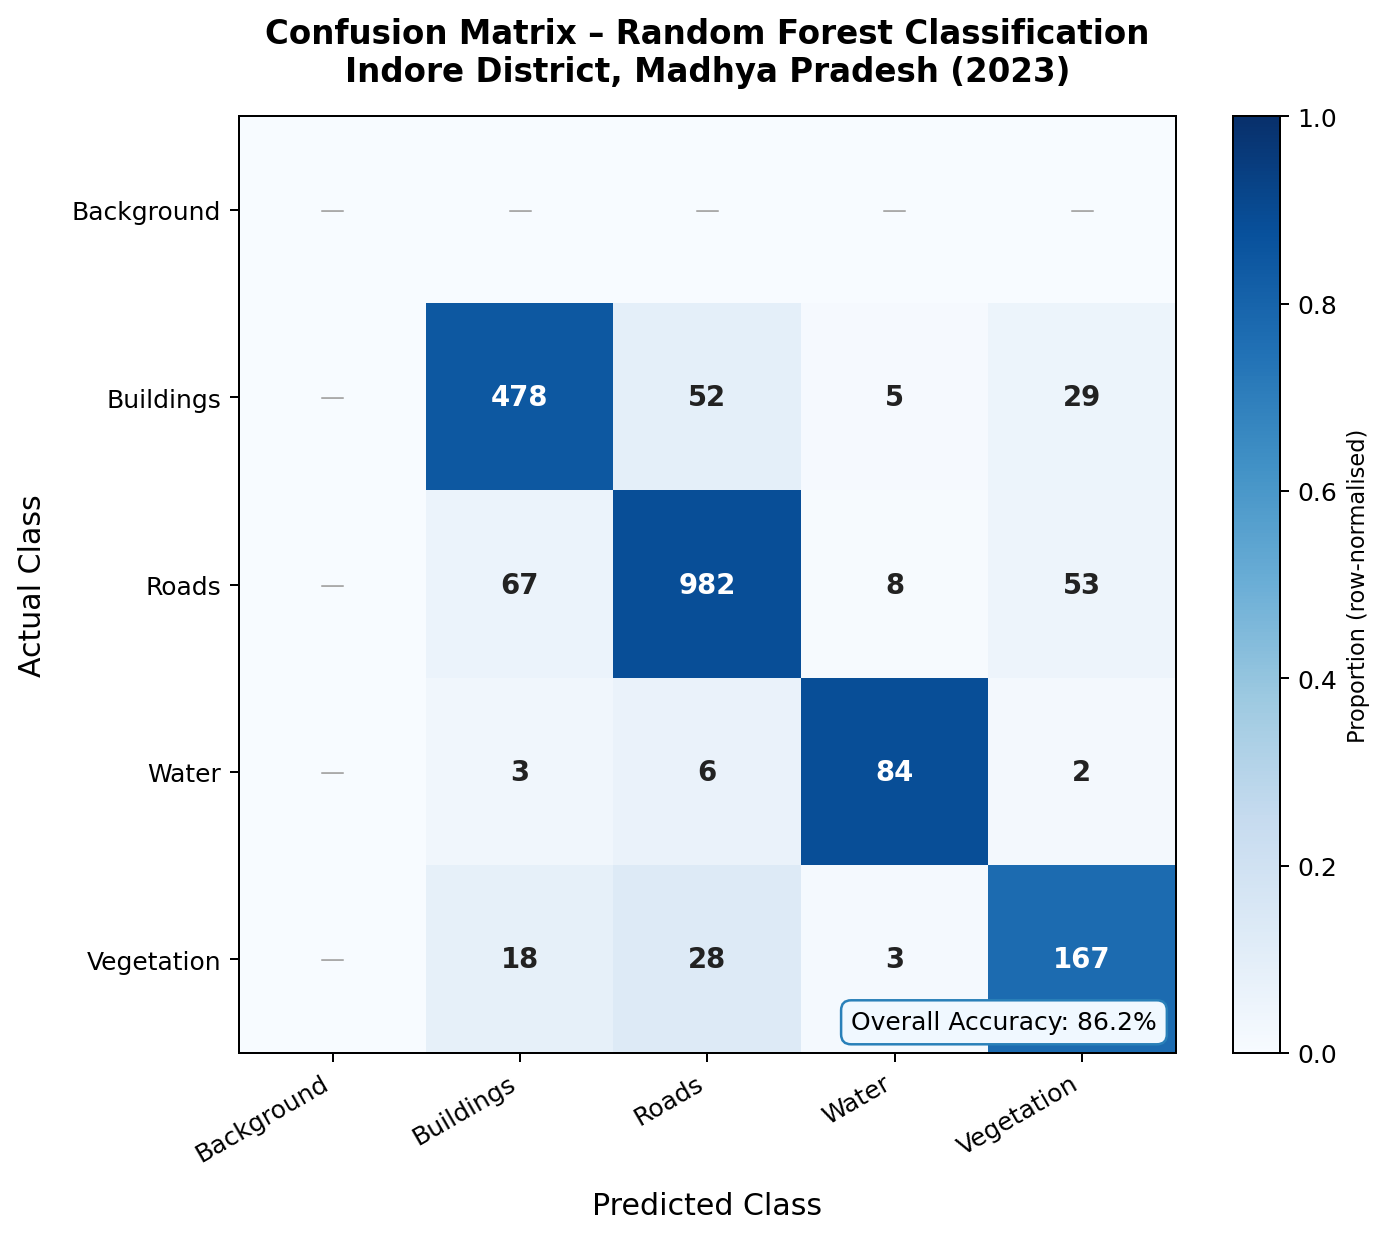 Confusion Matrix – Random Forest Classification
Indore District, Madhya Pradesh (2023)
Actual Class
Background — — — — —
Buildings — 478 52 5 29
Roads — 67 982 8 53
Water — 3 6 84 2
Vegetation — 18 28 3 167
Overall Accuracy: 86.2%
Background Buildings Roads Water Vegetation
Predicted Class
1.0
0.8
0.6
0.4
0.2
0.0
Proportion (row-normalised)